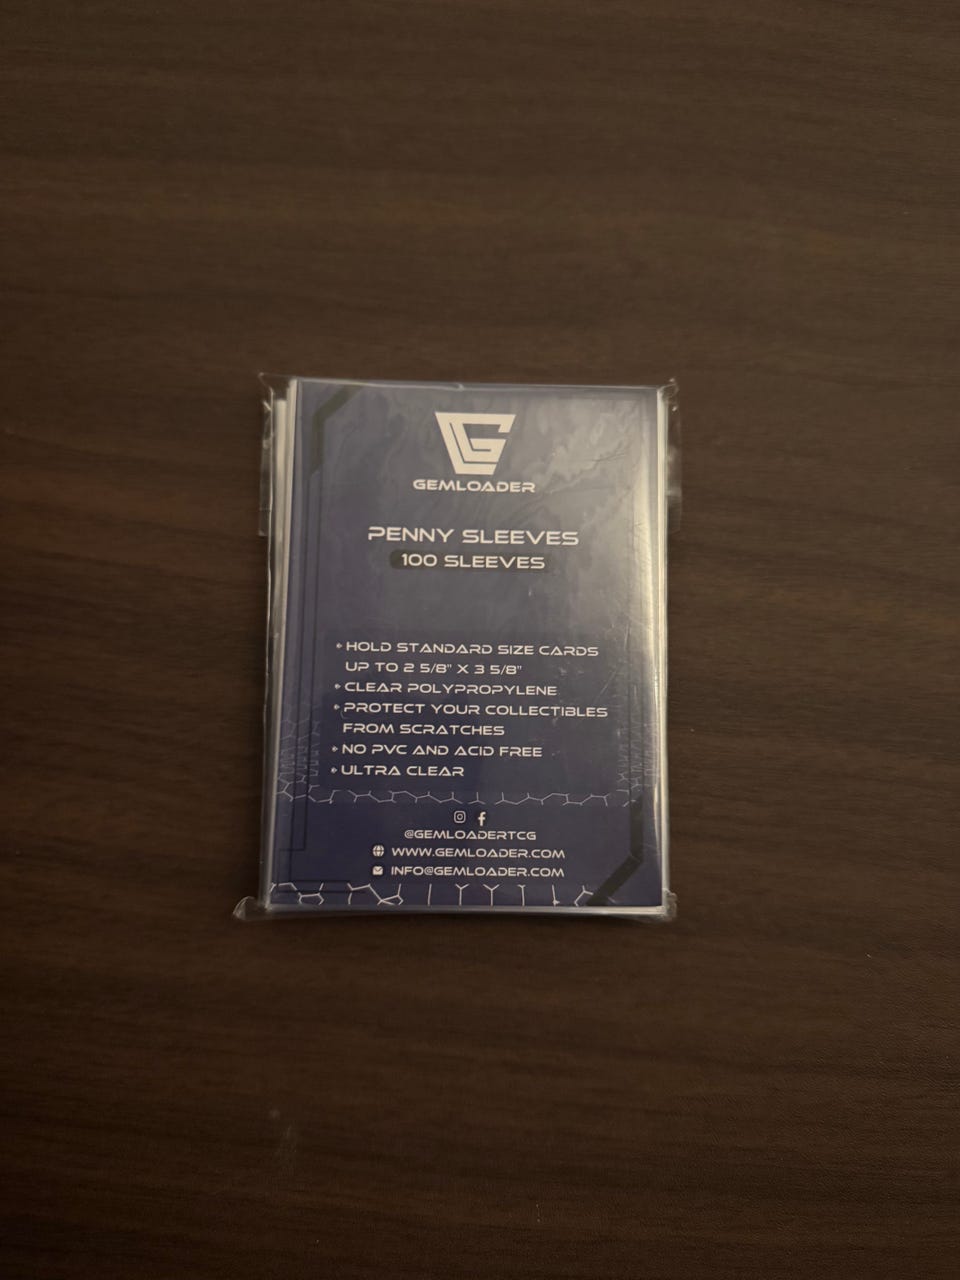 GEMLOADER
PENNY SLEEVES
100 SLEEVES
HOLD STANDARD SIZE CARDS
UP TO 2 5/8" X 3 5/8"
CLEAR POLYPROPYLENE
PROTECT YOUR COLLECTIBLES
FROM SCRATCHES
NO PVC AND ACID FREE
ULTRA CLEAR
@GEMLOADERTCG
WWW.GEMLOADER.COM
INFO@GEMLOADER.COM